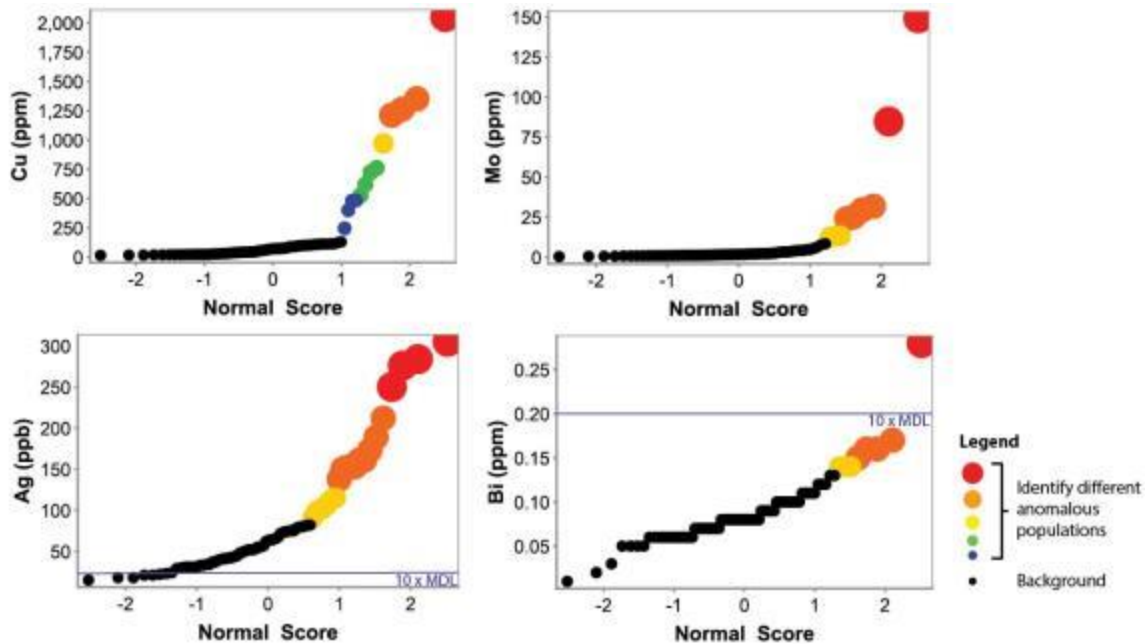 2,000
1,750
1,500
1,250
1,000
750
500
250
0
Cu (ppm)
-2 -1 0 1 2
Normal Score
150
125
100
75
50
25
0
Mo (ppm)
-2 -1 0 1 2
Normal Score
300
250
200
150
100
50
Ag (ppb)
10 x MDL
-2 -1 0 1 2
Normal Score
0.25
0.20
0.15
0.10
0.05
Bi (ppm)
10 x MDL
-2 -1 0 1 2
Normal Score
Legend
Identify different
anomalous
populations
Background